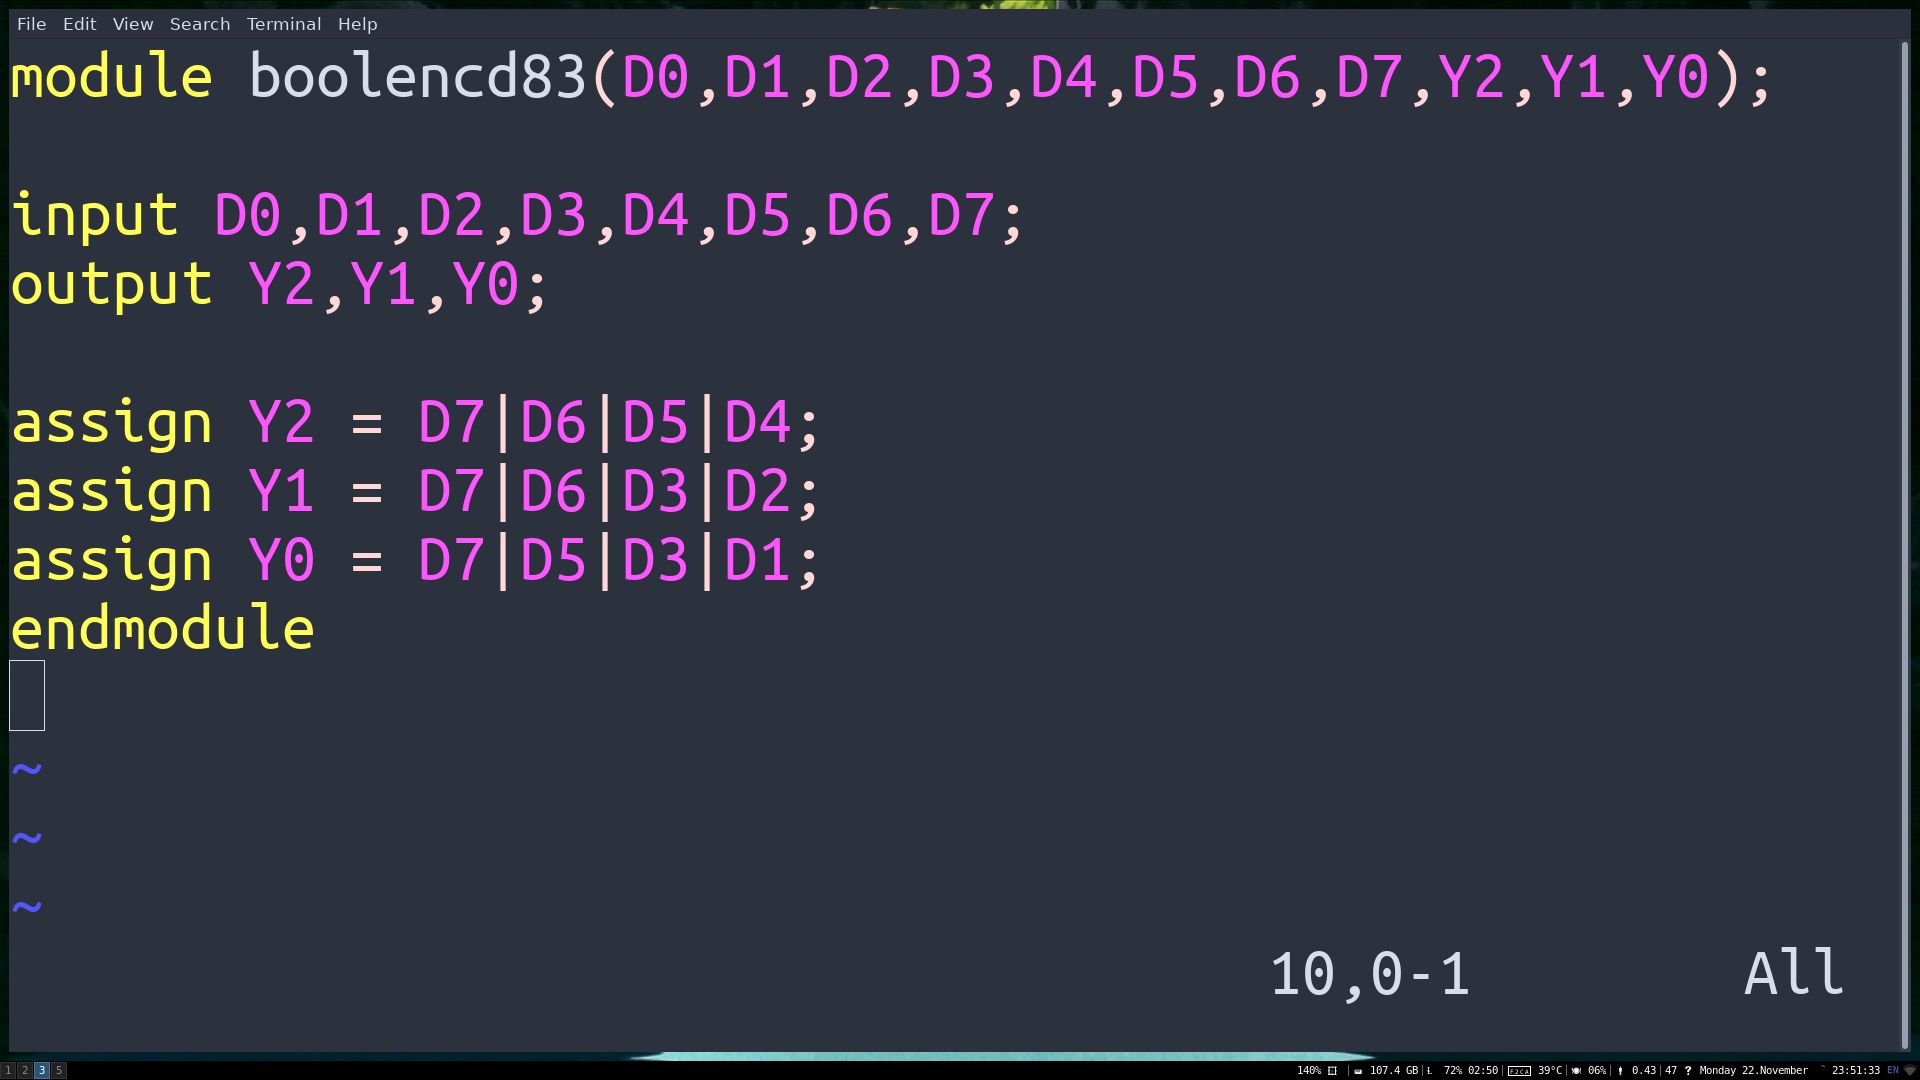 File Edit View Search Terminal Help
module boolencd83(D0,D1,D2,D3,D4,D5,D6,D7,Y2,Y1,Y0);
input D0,D1,D2,D3,D4,D5,D6,D7;
output Y2,Y1,Y0;
assign Y2 = D7|D6|D5|D4;
assign Y1 = D7|D6|D3|D2;
assign Y0 = D7|D5|D3|D1;
endmodule
~
~
~
10,0-1 All
1 2 3 5 140% | 107.4 GB| 72% 02:50| 39°C| 06%| 0.43| 47 ? Monday 22.November 23:51:33 EN